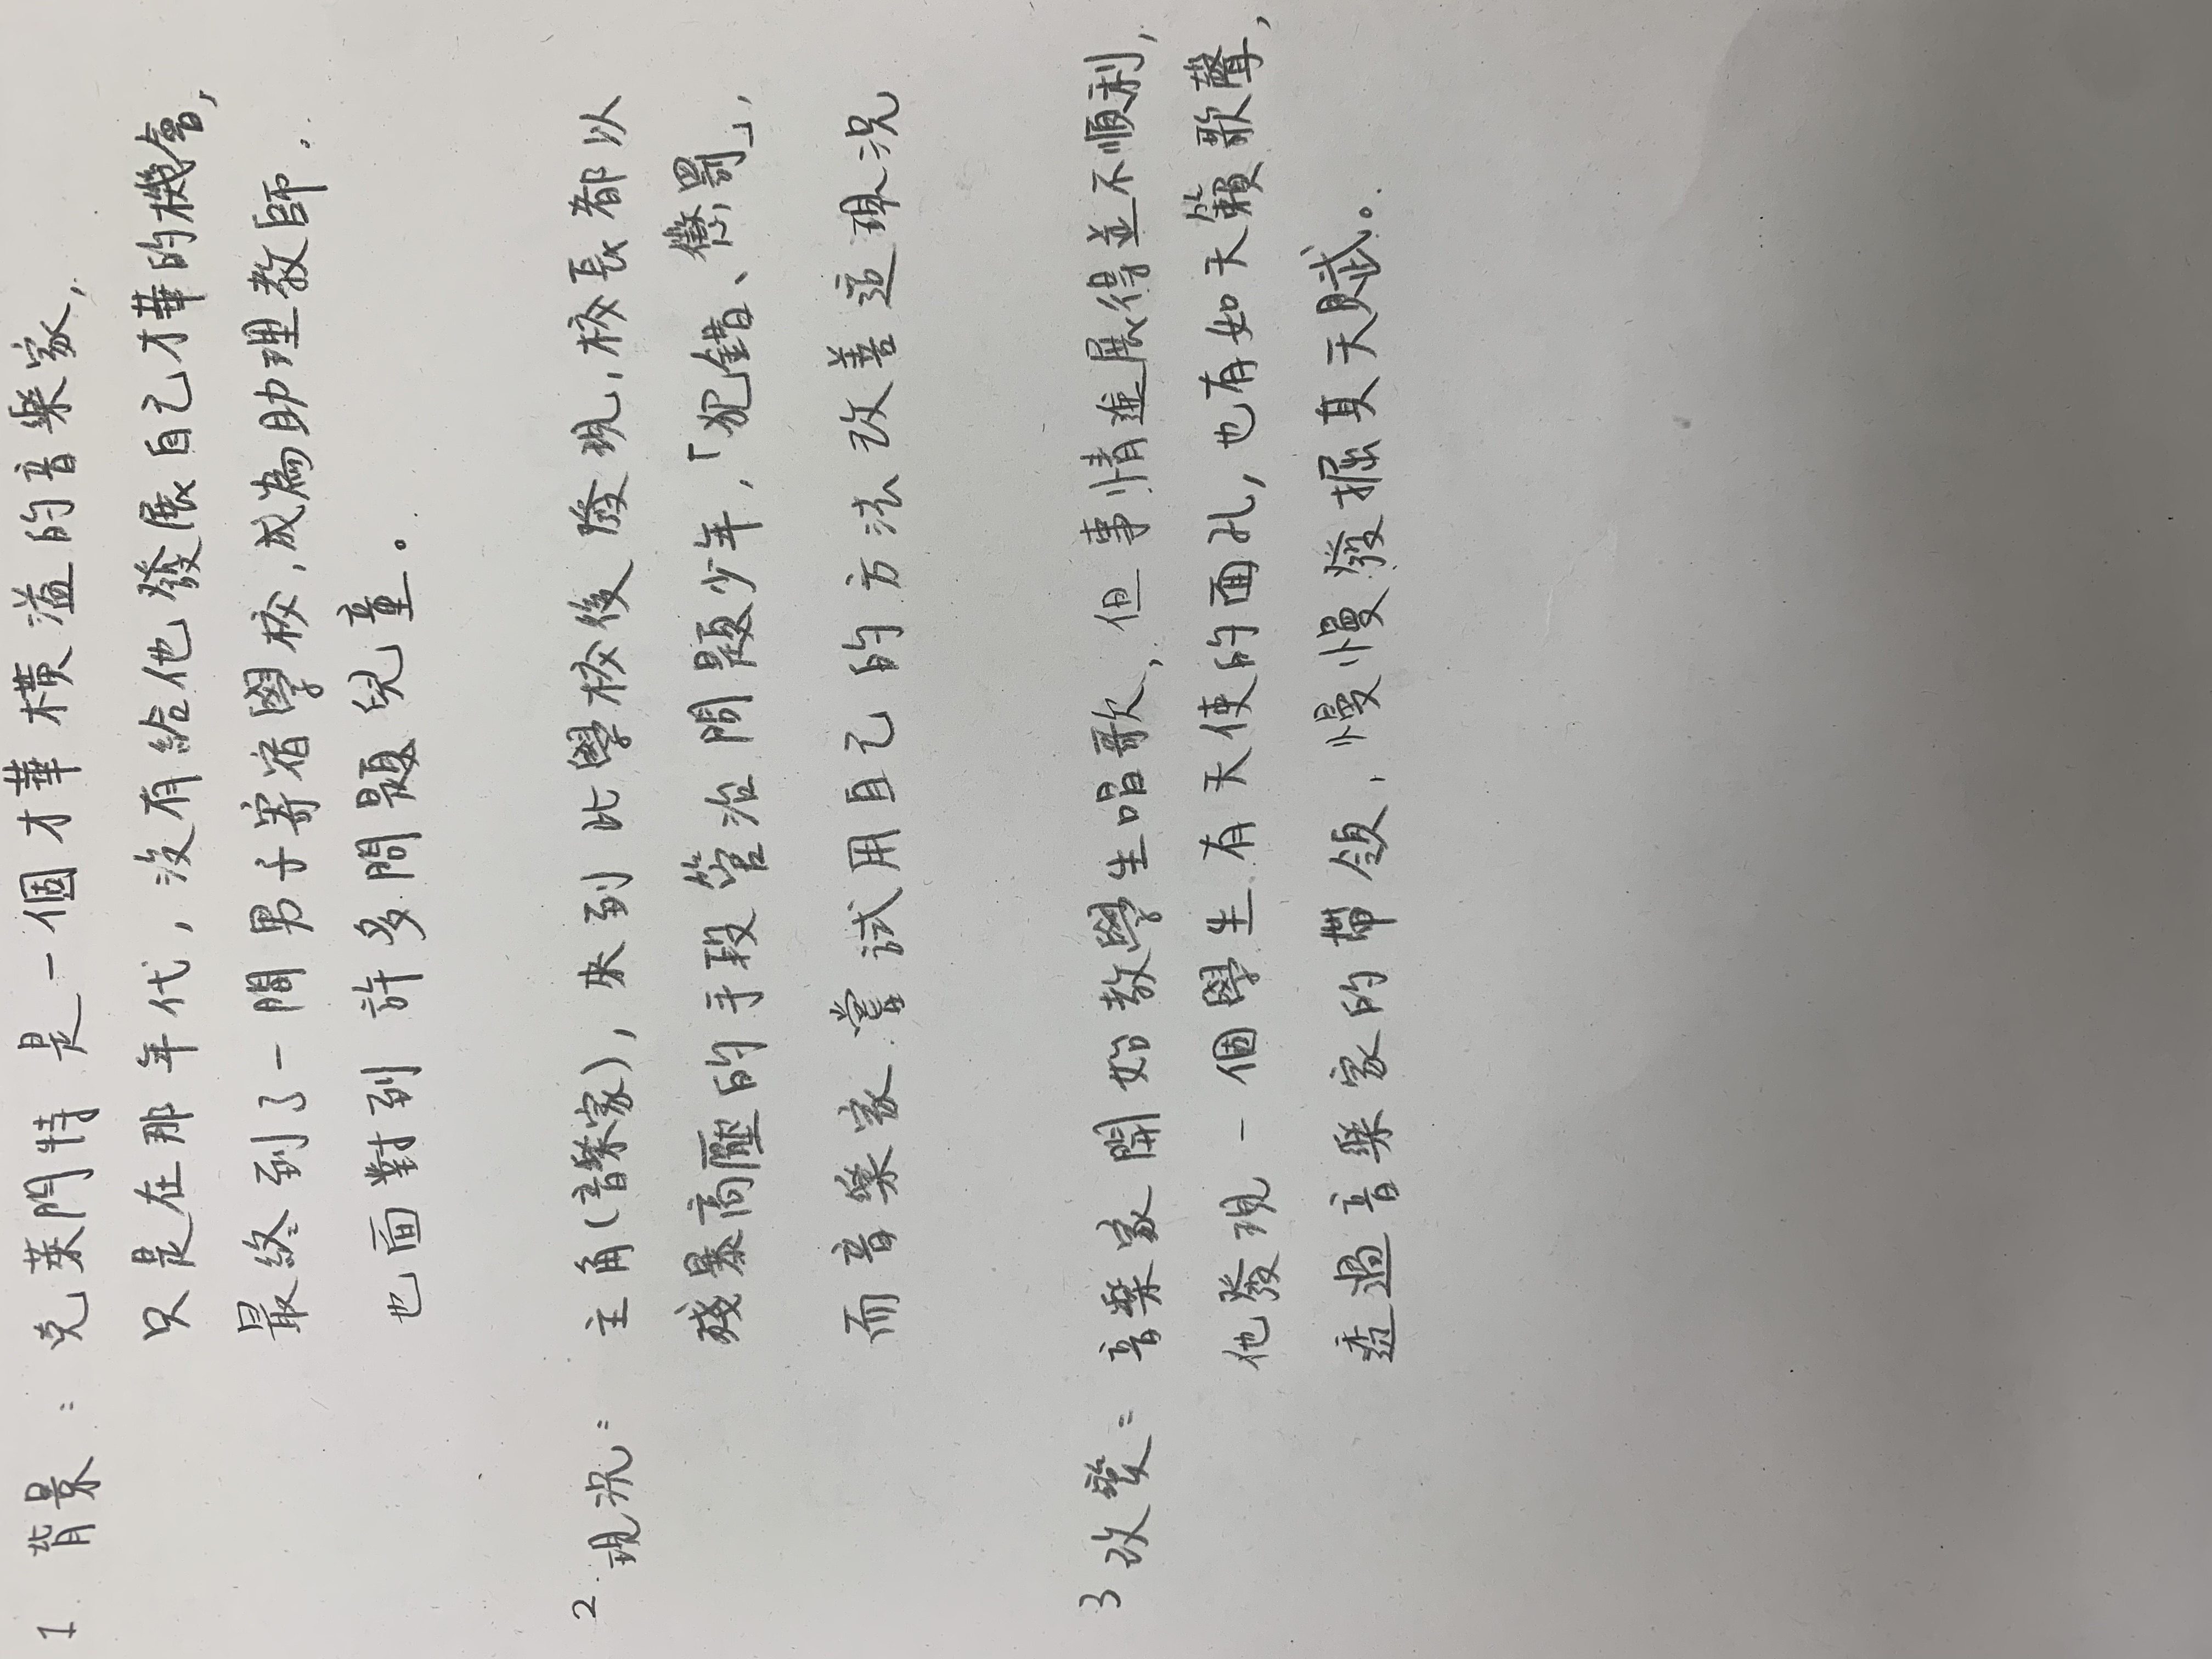 1. 背景：克萊門特是一個才華橫溢的音樂家,
只是在那年代,沒有給他發展自己才華的機會,
最終到了一間男子寄宿學校,成為助理教師.
也面對到許多問題兒童。
2. 現況：主角(音樂家),來到此學校後發現,校長都以
殘暴高壓的手段管治問題少年,「犯錯、懲罰」,
而音樂家嘗試用自己的方法改善這現況
3 改變：音樂家開始教學生唱歌,但事情進展得並不順利,
他發現一個學生有天使的面孔,也有如天籟歌聲,
透過音樂家的帶領,慢慢發掘其天賦。